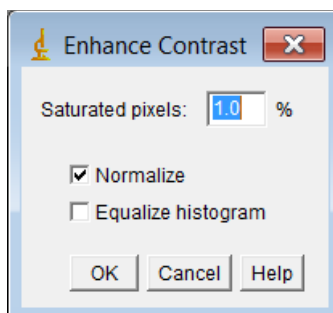 Enhance Contrast
Saturated pixels: 1.0 %
Normalize
Equalize histogram
OK Cancel Help